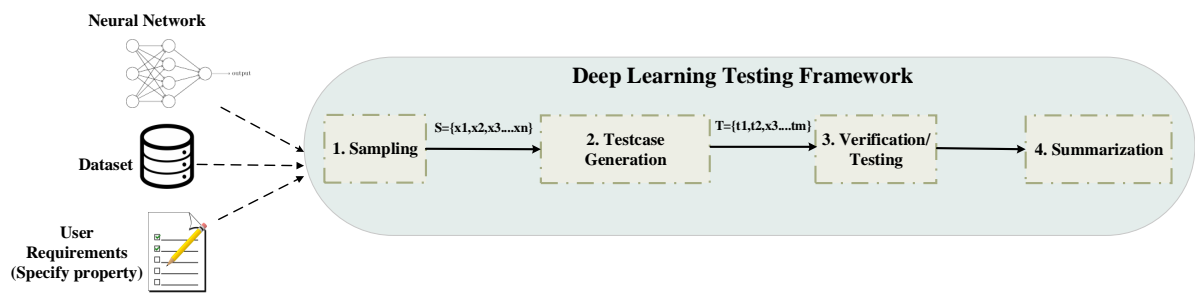 Neural Network
output
Deep Learning Testing Framework
S={x1,x2,x3....xn}
T={t1,t2,x3....tm}
1. Sampling
2. Testcase
Generation
3. Verification/
Testing
4. Summarization
Dataset
User
Requirements
(Specify property)